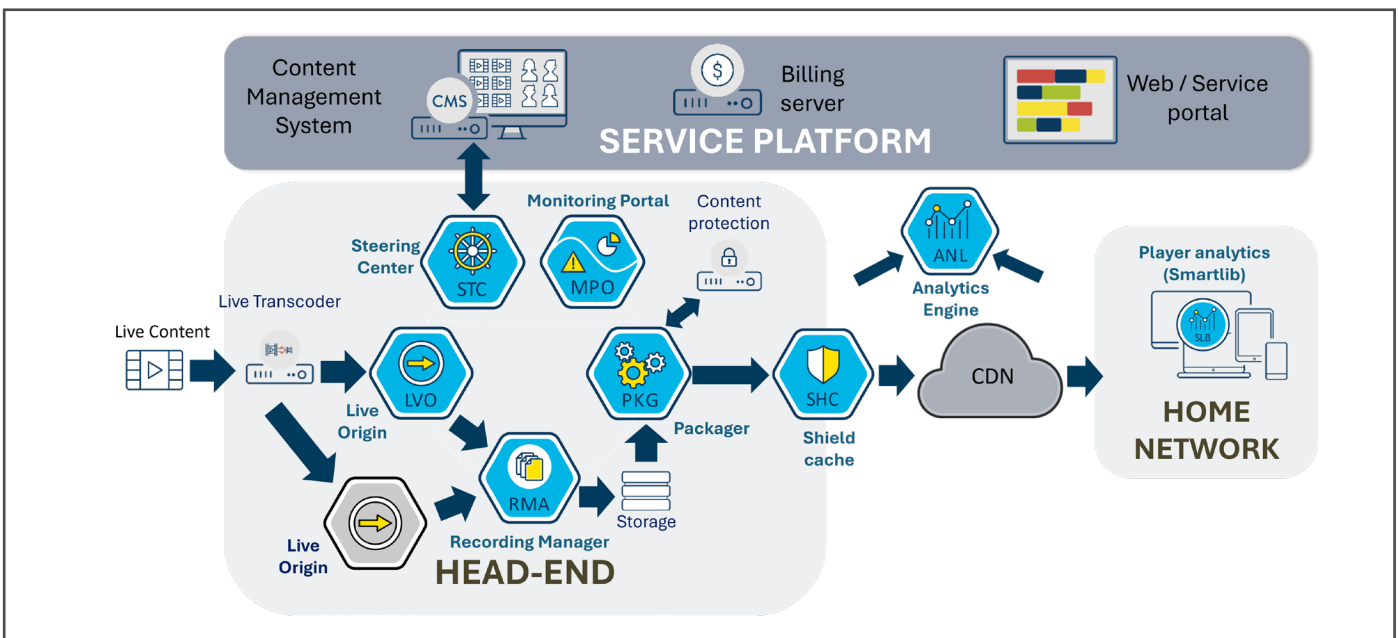 Content
Management
System
CMS
$
Billing
server
Web / Service
portal
SERVICE PLATFORM
Monitoring Portal
Content
protection
Steering
Center
STC
MPO
ANL
Analytics
Engine
Player analytics
(Smartlib)
SLB
Live Transcoder
Live Content
LVO
Live
Origin
PKG
Packager
SHC
Shield
cache
CDN
HOME
NETWORK
RMA
Storage
Recording Manager
Live
Origin
HEAD-END